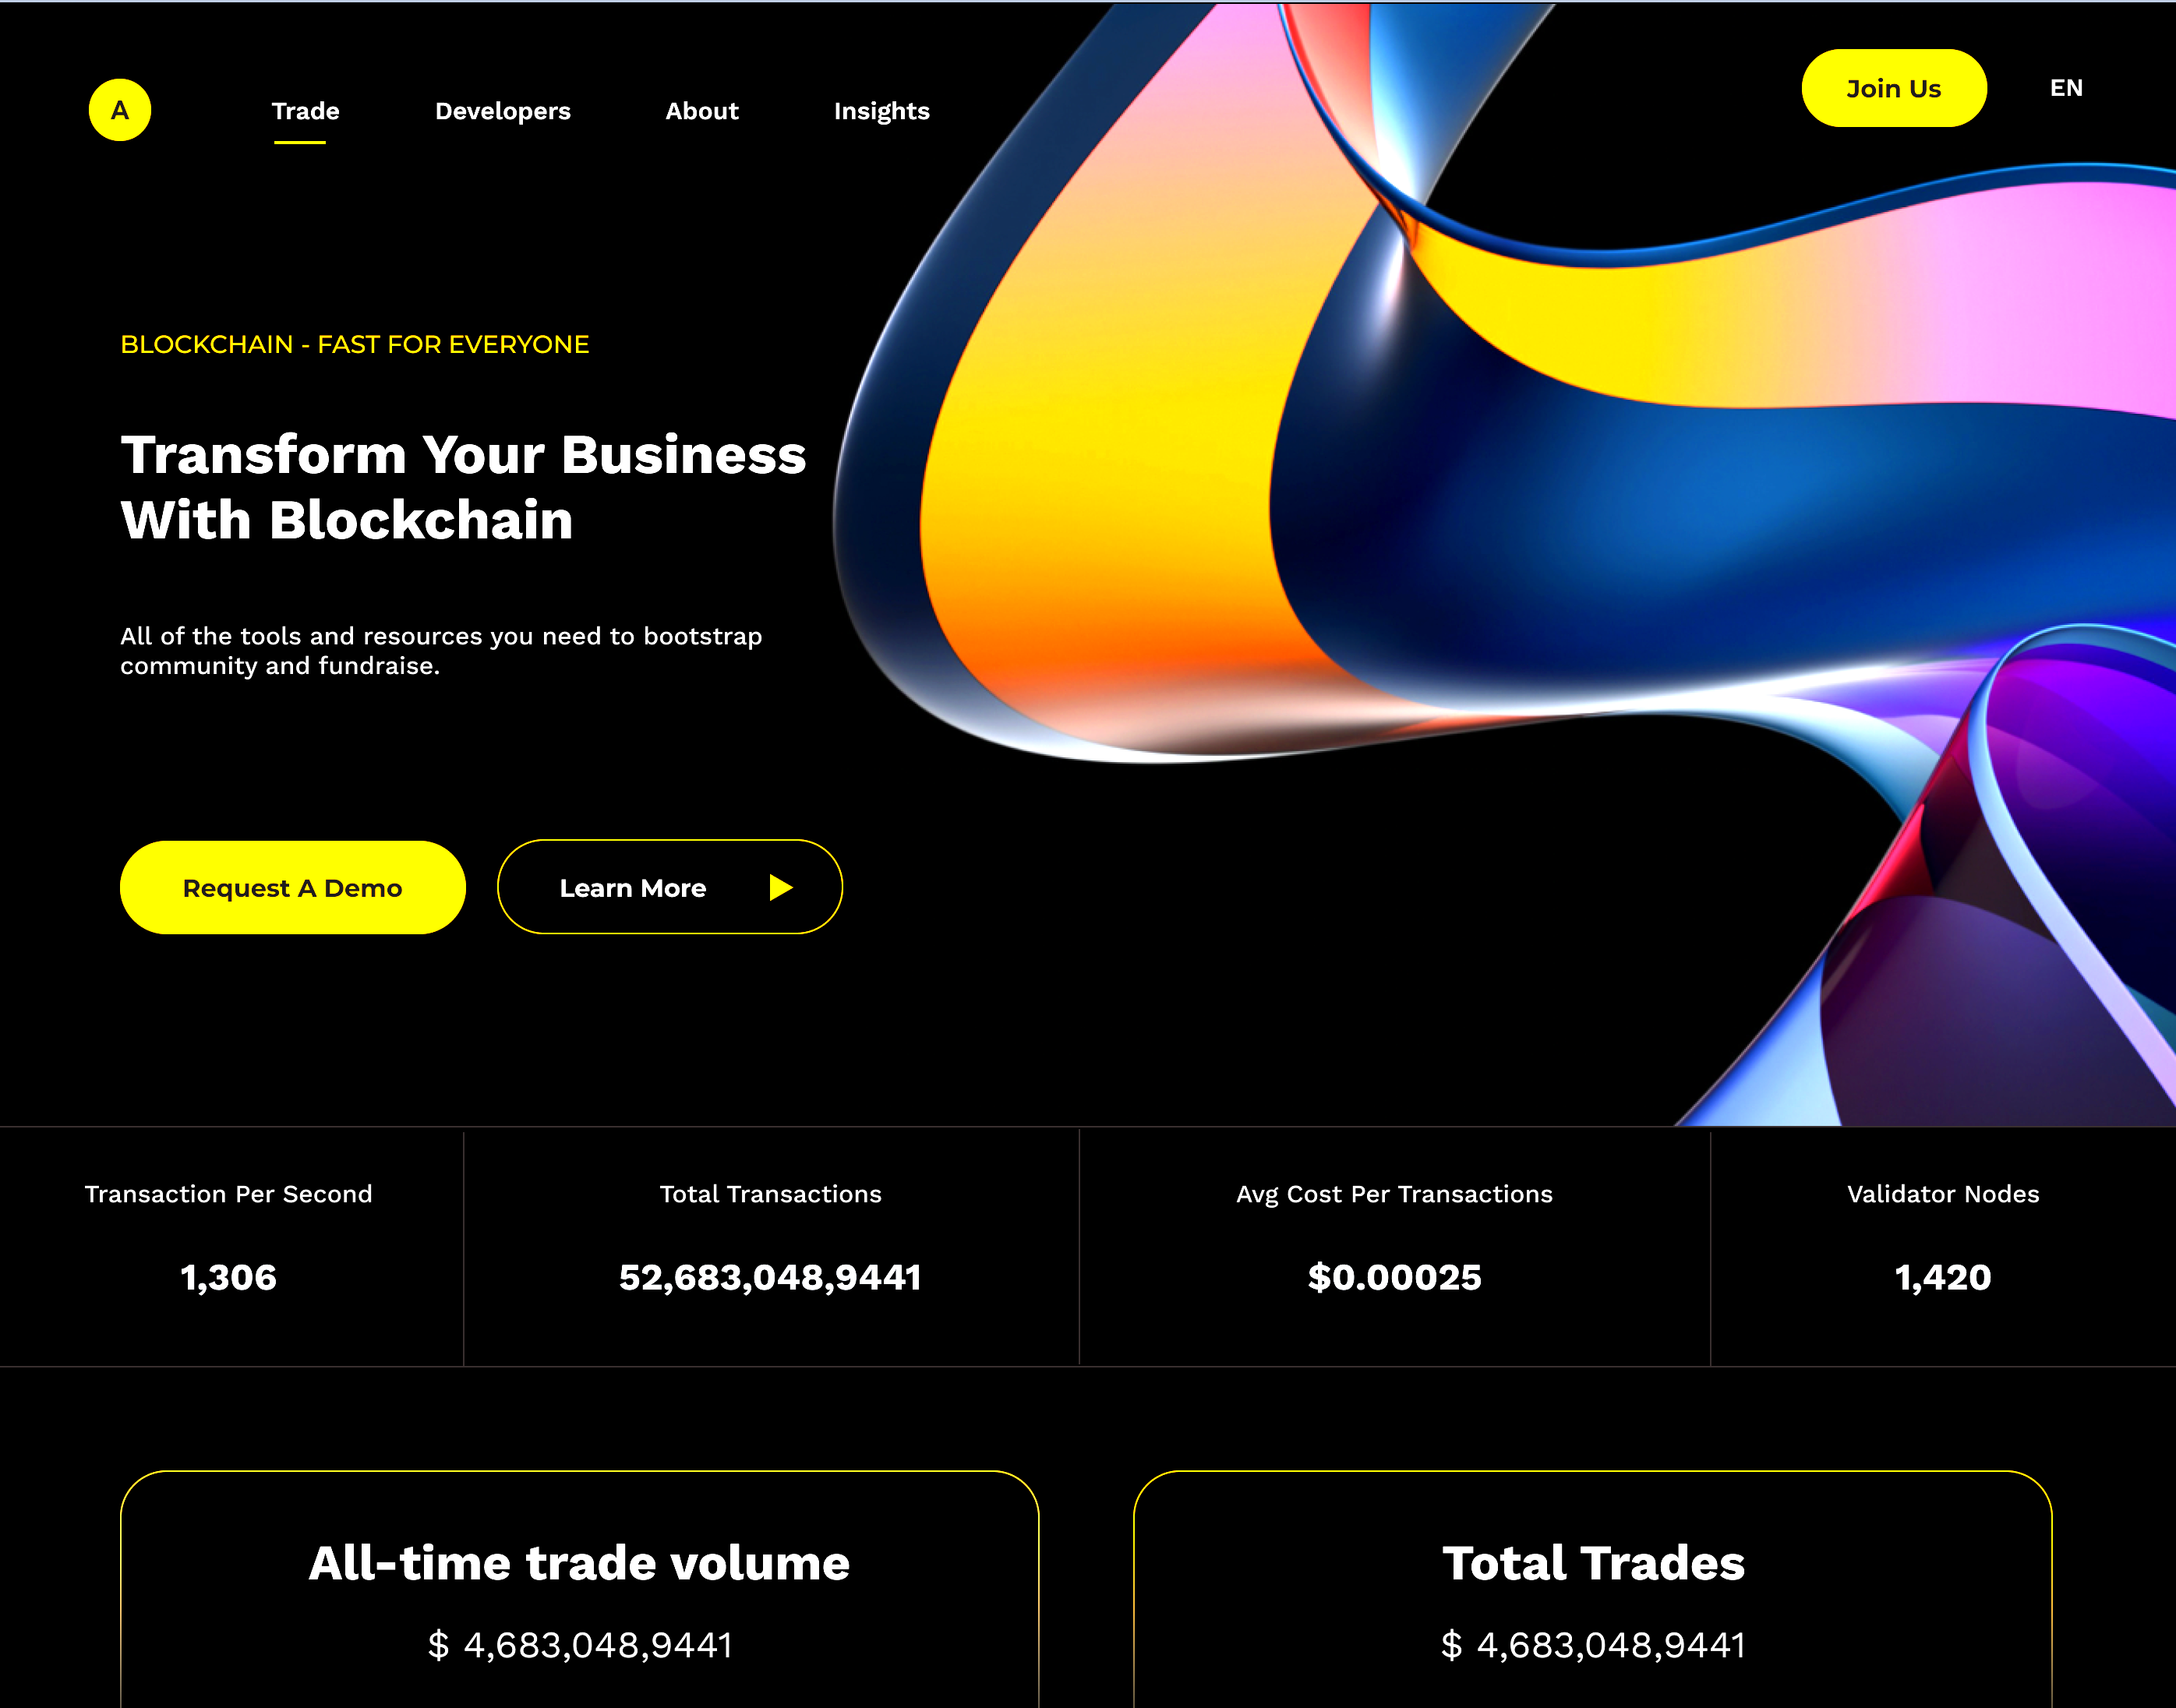 A
Trade
Developers
About
Insights
Join Us
EN
BLOCKCHAIN - FAST FOR EVERYONE
Transform Your Business
With Blockchain
All of the tools and resources you need to bootstrap
community and fundraise.
Request A Demo
Learn More
Transaction Per Second
1,306
Total Transactions
52,683,048,9441
Avg Cost Per Transactions
$0.00025
Validator Nodes
1,420
All-time trade volume
$ 4,683,048,9441
Total Trades
$ 4,683,048,9441